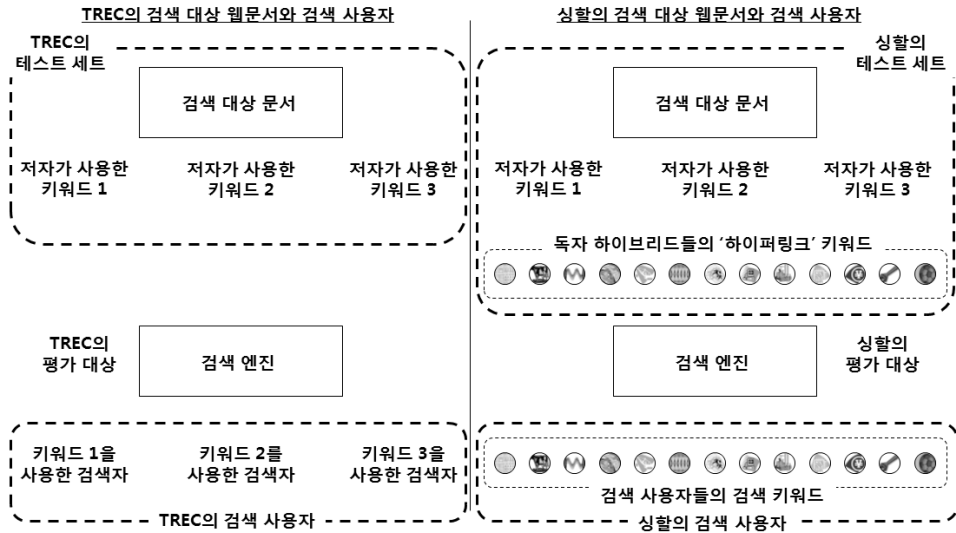 TREC의 검색 대상 웹문서와 검색 사용자
TREC의
테스트 세트
검색 대상 문서
저자가 사용한
키워드 1
저자가 사용한
키워드 2
저자가 사용한
키워드 3
TREC의
평가 대상
검색 엔진
키워드 1을
사용한 검색자
키워드 2를
사용한 검색자
키워드 3을
사용한 검색자
TREC의 검색 사용자
싱할의 검색 대상 웹문서와 검색 사용자
싱할의
테스트 세트
검색 대상 문서
저자가 사용한
키워드 1
저자가 사용한
키워드 2
저자가 사용한
키워드 3
독자 하이브리드들의 ‘하이퍼링크’ 키워드
검색 엔진
싱할의
평가 대상
검색 사용자들의 검색 키워드
싱할의 검색 사용자